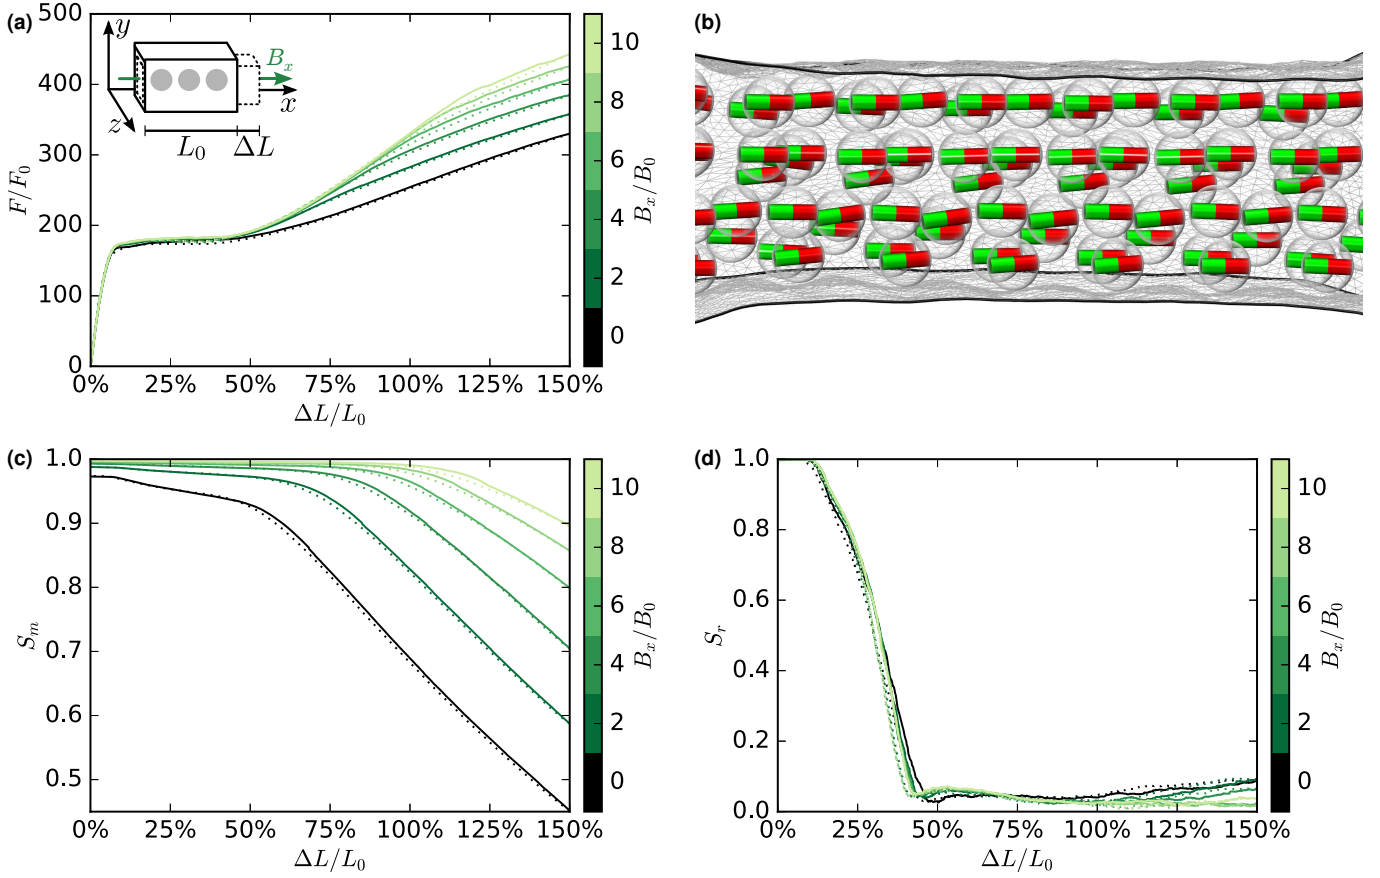 (a)
500
400
300
200
100
0
F/F₀
0% 25% 50% 75% 100% 125% 150%
ΔL/L₀
y
Bₓ
x
z
L₀ ΔL
10
8
6
4
2
0
Bₓ/B₀
(b)
(c)
1.0
0.9
0.8
0.7
0.6
0.5
Sₘ
0% 25% 50% 75% 100% 125% 150%
ΔL/L₀
10
8
6
4
2
0
Bₓ/B₀
(d)
1.0
0.8
0.6
0.4
0.2
0.0
Sᵣ
0% 25% 50% 75% 100% 125% 150%
ΔL/L₀
10
8
6
4
2
0
Bₓ/B₀